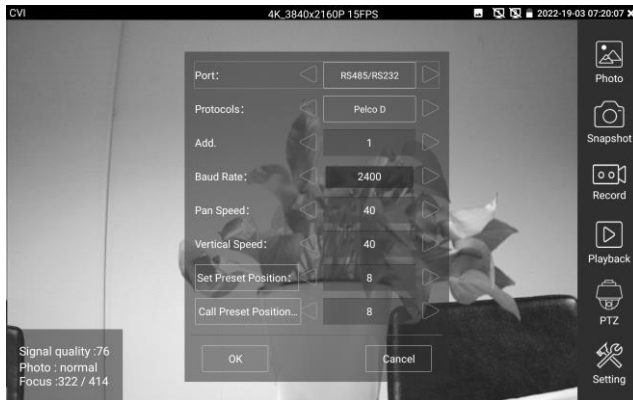 CVI 4K_3840x2160P 15FPS 2022-19-03 07:20:07
Port: RS485/RS232
Protocols: Pelco D
Add. 1
Baud Rate: 2400
Pan Speed: 40
Vertical Speed: 40
Set Preset Position: 8
Call Preset Position... 8
OK Cancel
Signal quality :76
Photo : normal
Focus :322 / 414
Photo
Snapshot
Record
Playback
PTZ
Setting